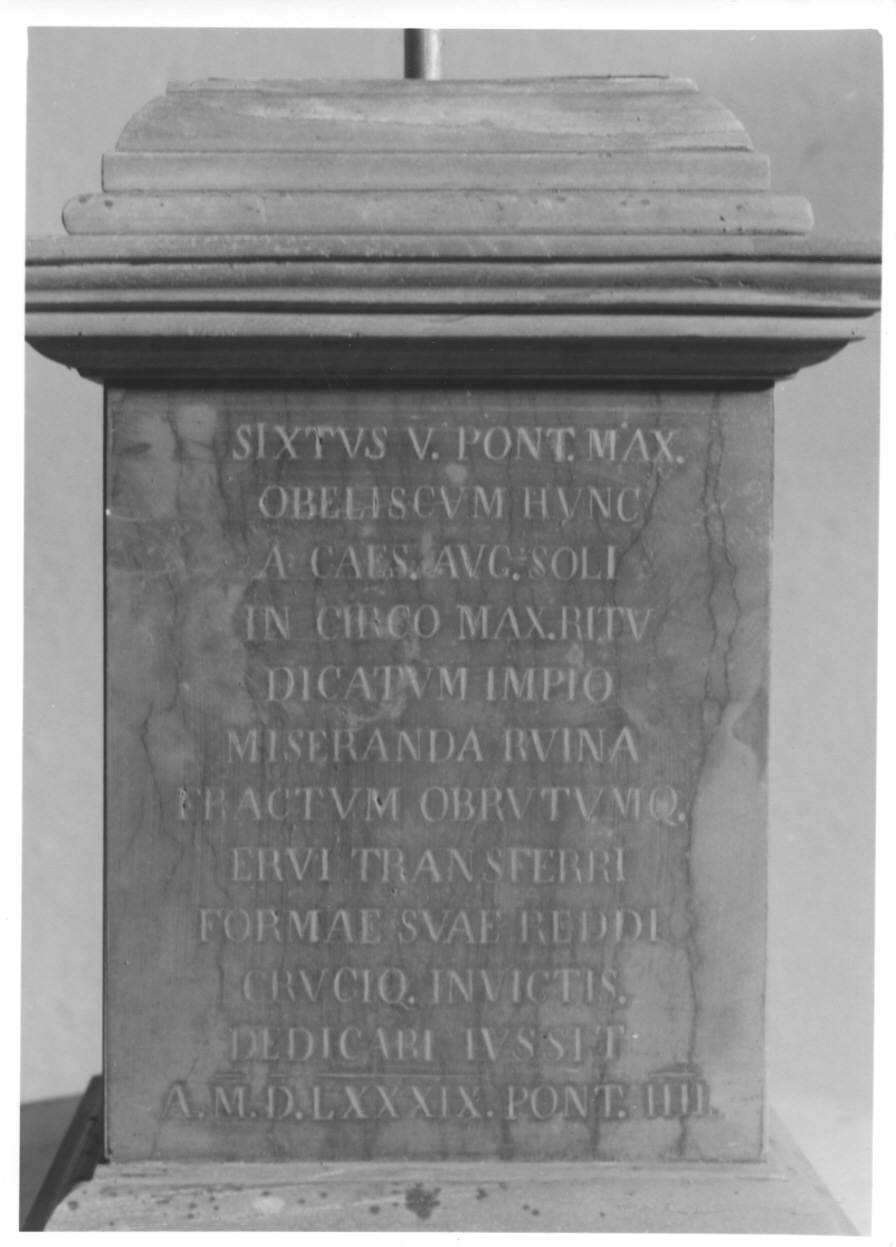 SIXTVS V. PONT. MAX.
OBELISCVM HVNC
A CAES. AVG. SOLI
IN CIRCO MAX. RITV
DICATVM IMPIO
MISERANDA RVINA
FRACTVM OBRVTVMQ.
ERVI TRANSFERRI
FORMAE SVAE REDDI
CRVCIQ. INVICTIS.
DEDICARI IVSSIT
A. M. D. LXXXIX. PONT. IIII.